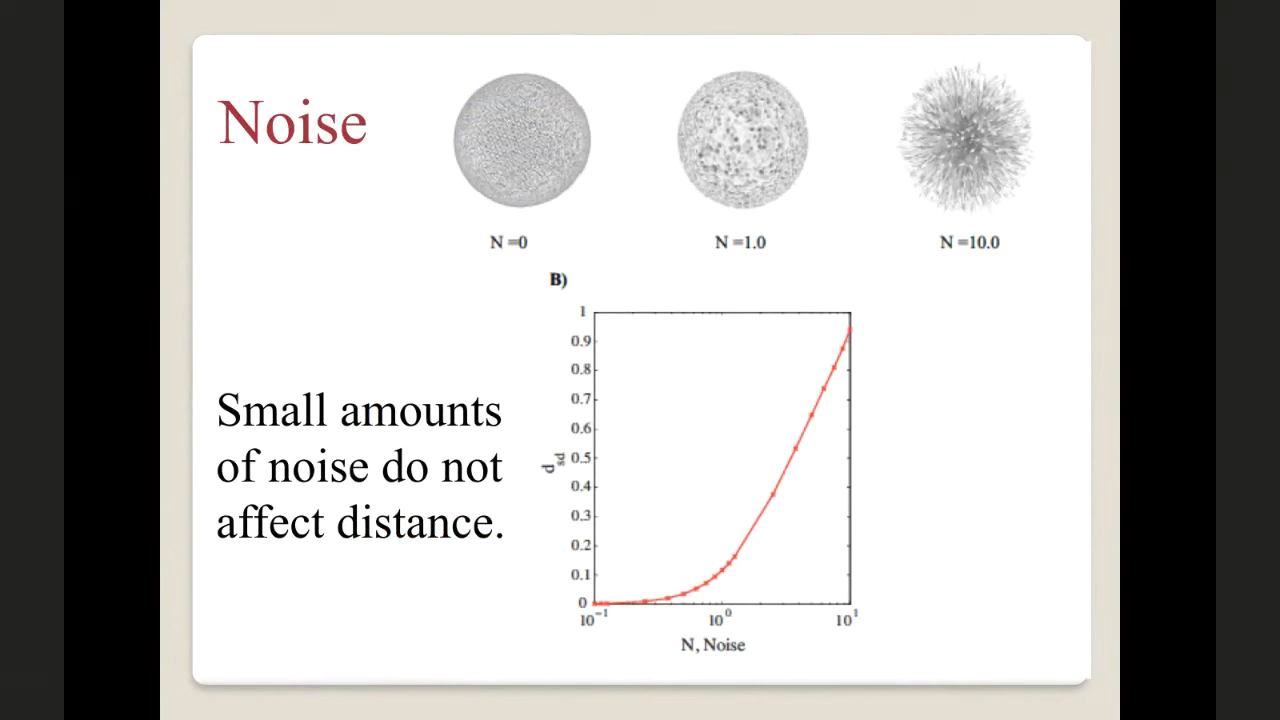 Noise
N =0
N =1.0
N =10.0
B)
Small amounts
of noise do not
affect distance.
1
0.9
0.8
0.7
0.6
0.5
0.4
0.3
0.2
0.1
0
d_sd
10^-1
10^0
10^1
N, Noise